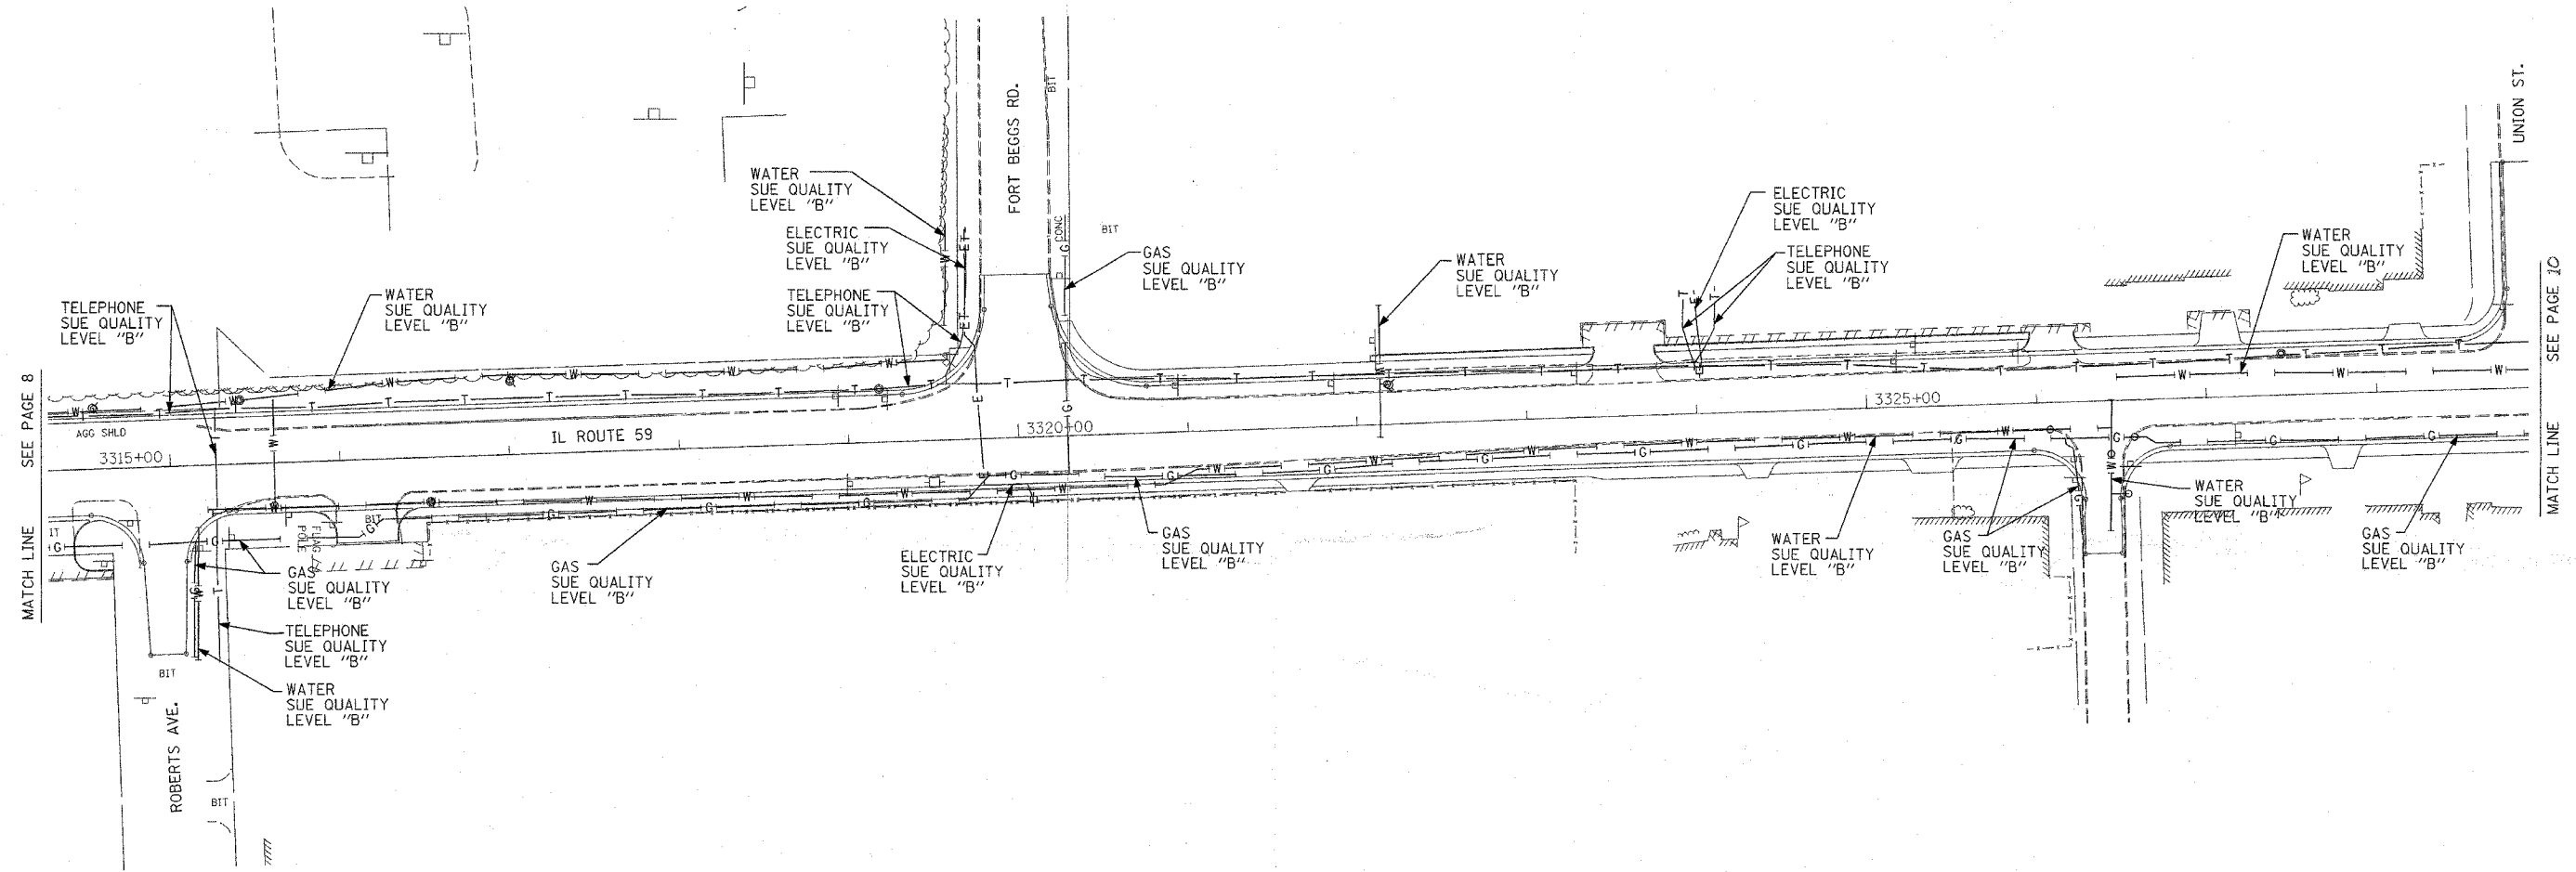 MATCH LINE SEE PAGE 8
TELEPHONE
SUE QUALITY
LEVEL "B"
WATER
SUE QUALITY
LEVEL "B"
WATER
SUE QUALITY
LEVEL "B"
ELECTRIC
SUE QUALITY
LEVEL "B"
TELEPHONE
SUE QUALITY
LEVEL "B"
FORT BEGGS RD.
BIT
CONC
BIT
GAS
SUE QUALITY
LEVEL "B"
WATER
SUE QUALITY
LEVEL "B"
ELECTRIC
SUE QUALITY
LEVEL "B"
TELEPHONE
SUE QUALITY
LEVEL "B"
WATER
SUE QUALITY
LEVEL "B"
UNION ST.
MATCH LINE SEE PAGE 10
AGG SHLD
IL ROUTE 59
3315+00
3320+00
3325+00
BIT
FLAG
POLE
GAS
SUE QUALITY
LEVEL "B"
TELEPHONE
SUE QUALITY
LEVEL "B"
WATER
SUE QUALITY
LEVEL "B"
BIT
ROBERTS AVE.
BIT
GAS
SUE QUALITY
LEVEL "B"
ELECTRIC
SUE QUALITY
LEVEL "B"
GAS
SUE QUALITY
LEVEL "B"
WATER
SUE QUALITY
LEVEL "B"
GAS
SUE QUALITY
LEVEL "B"
WATER
SUE QUALITY
LEVEL "B"
GAS
SUE QUALITY
LEVEL "B"